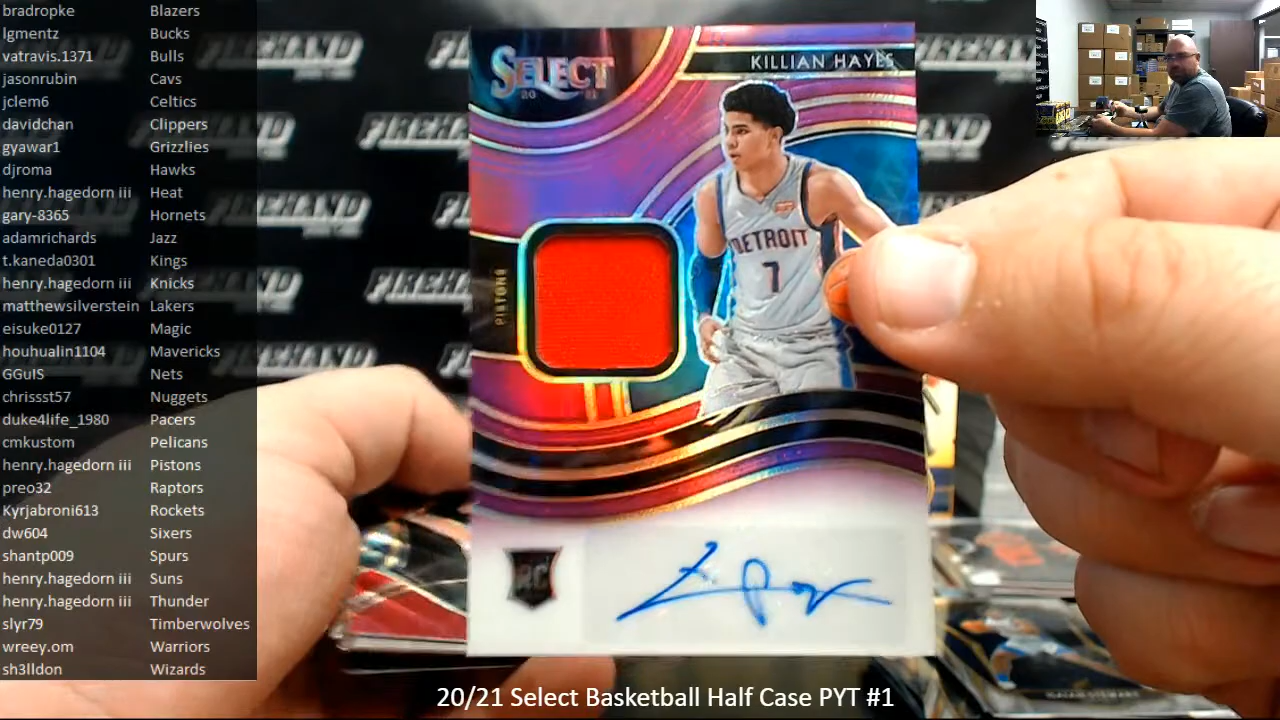 bradropke Blazers
lgmentz Bucks
vatravis.1371 Bulls
jasonrubin Cavs
jclem6 Celtics
davidchan Clippers
gyawar1 Grizzlies
djroma Hawks
henry.hagedorn iii Heat
gary-8365 Hornets
adamrichards Jazz
t.kaneda0301 Kings
henry.hagedorn iii Knicks
matthewsilverstein Lakers
eisuke0127 Magic
houhualin1104 Mavericks
GGuIS Nets
chrissst57 Nuggets
duke4life_1980 Pacers
cmkustom Pelicans
henry.hagedorn iii Pistons
preo32 Raptors
Kyrjabroni613 Rockets
dw604 Sixers
shantp009 Spurs
henry.hagedorn iii Suns
henry.hagedorn iii Thunder
slyr79 Timberwolves
wreey.om Warriors
sh3lldon Wizards
SELECT
20 21
KILLIAN HAYES
PISTONS
DETROIT
7
RC
FIREHAND
20/21 Select Basketball Half Case PYT #1